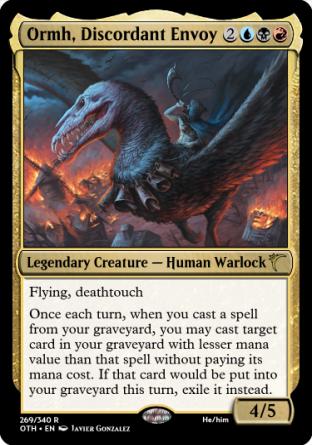 Ormh, Discordant Envoy 2
Legendary Creature — Human Warlock
Flying, deathtouch
Once each turn, when you cast a spell
from your graveyard, you may cast target
card in your graveyard with lesser mana
value than that spell without paying its
mana cost. If that card would be put into
your graveyard this turn, exile it instead.
4/5
269/340 R He/him
OTH • EN Javier Gonzalez